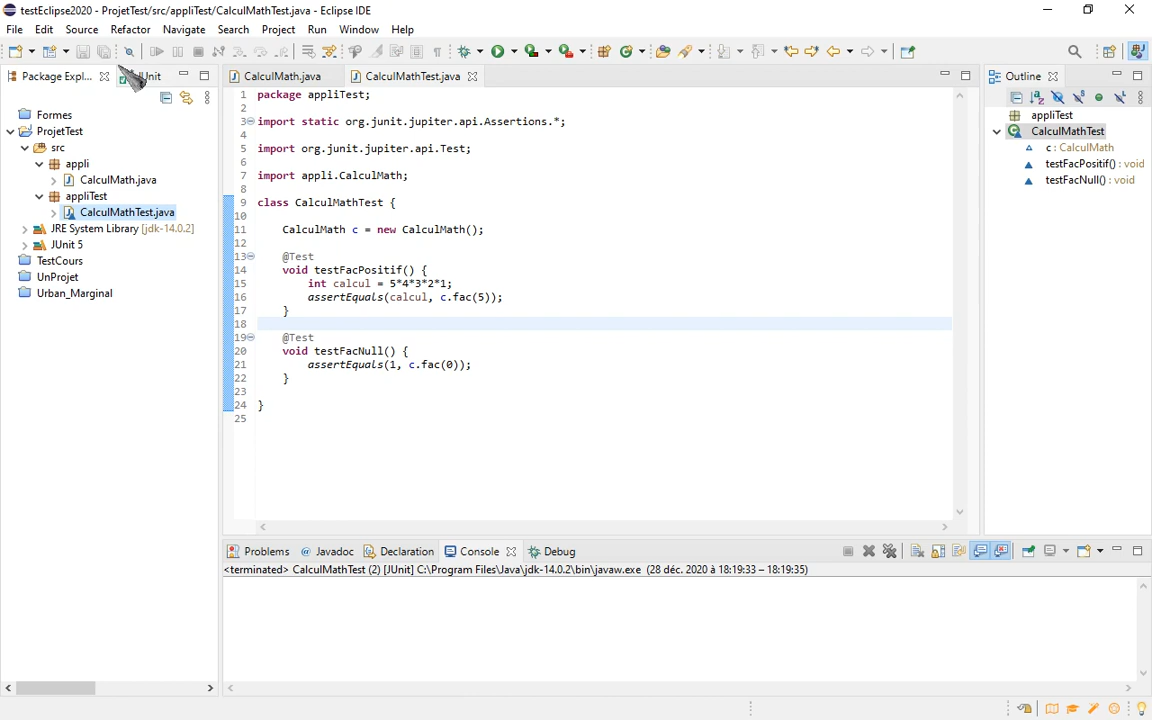 testEclipse2020 - ProjetTest/src/appliTest/CalculMathTest.java - Eclipse IDE
File Edit Source Refactor Navigate Search Project Run Window Help
Package Expl...
Formes
ProjetTest
src
appli
CalculMath.java
appliTest
CalculMathTest.java
JRE System Library [jdk-14.0.2]
JUnit 5
TestCours
UnProjet
Urban_Marginal
CalculMath.java CalculMathTest.java
1 package appliTest;
2
3 import static org.junit.jupiter.api.Assertions.*;
4
5 import org.junit.jupiter.api.Test;
6
7 import appli.CalculMath;
8
9 class CalculMathTest {
10
11 CalculMath c = new CalculMath();
12
13 @Test
14 void testFacPositif() {
15 int calcul = 5*4*3*2*1;
16 assertEquals(calcul, c.fac(5));
17 }
18
19 @Test
20 void testFacNull() {
21 assertEquals(1, c.fac(0));
22 }
23
24 }
25
Outline
appliTest
CalculMathTest
c : CalculMath
testFacPositif() : void
testFacNull() : void
Problems @ Javadoc Declaration Console Debug
<terminated> CalculMathTest (2) [JUnit] C:\Program Files\Java\jdk-14.0.2\bin\javaw.exe (28 déc. 2020 à 18:19:33 – 18:19:35)